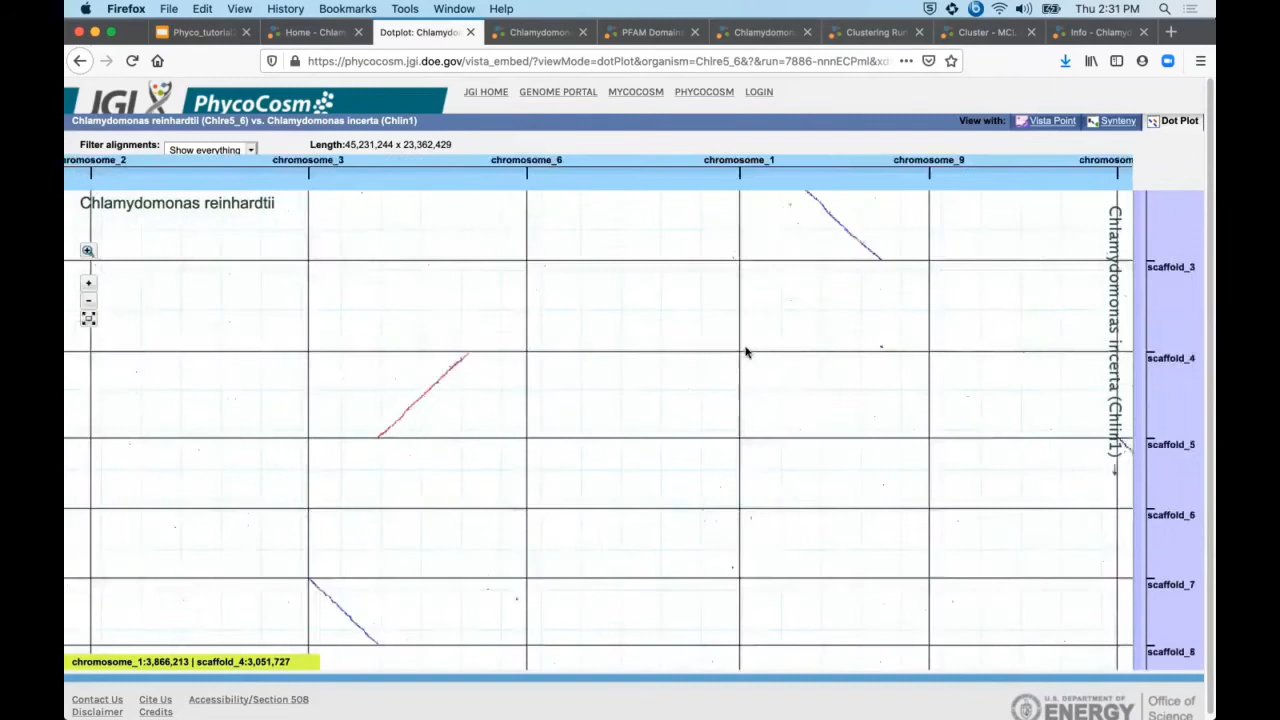 Firefox File Edit View History Bookmarks Tools Window Help Thu 2:31 PM
Phyco_tutorial Home - Chlam Dotplot: Chlamydo Chlamydomon PFAM Domain Chlamydomon Clustering Run Cluster - MCL Info - Chlamyd
https://phycocosm.jgi.doe.gov/vista_embed/?viewMode=dotPlot&organism=Chlre5_6&?&run=7886-nnnECPml&xd
JGI PhycoCosm JGI HOME GENOME PORTAL MYCOCOSM PHYCOCOSM LOGIN
Chlamydomonas reinhardtii (Chlre5_6) vs. Chlamydomonas incerta (Chlin1) View with: Vista Point Synteny Dot Plot
Filter alignments: Show everything Length:45,231,244 x 23,362,429
romosome_2 chromosome_3 chromosome_6 chromosome_1 chromosome_9 chromosom
Chlamydomonas reinhardtii
Chlamydomonas incerta (Chlin1) →
scaffold_3
scaffold_4
scaffold_5
scaffold_6
scaffold_7
scaffold_8
+
−
chromosome_1:3,866,213 | scaffold_4:3,051,727
Contact Us Cite Us Accessibility/Section 508
Disclaimer Credits
U.S. DEPARTMENT OF
ENERGY
Office of
Science